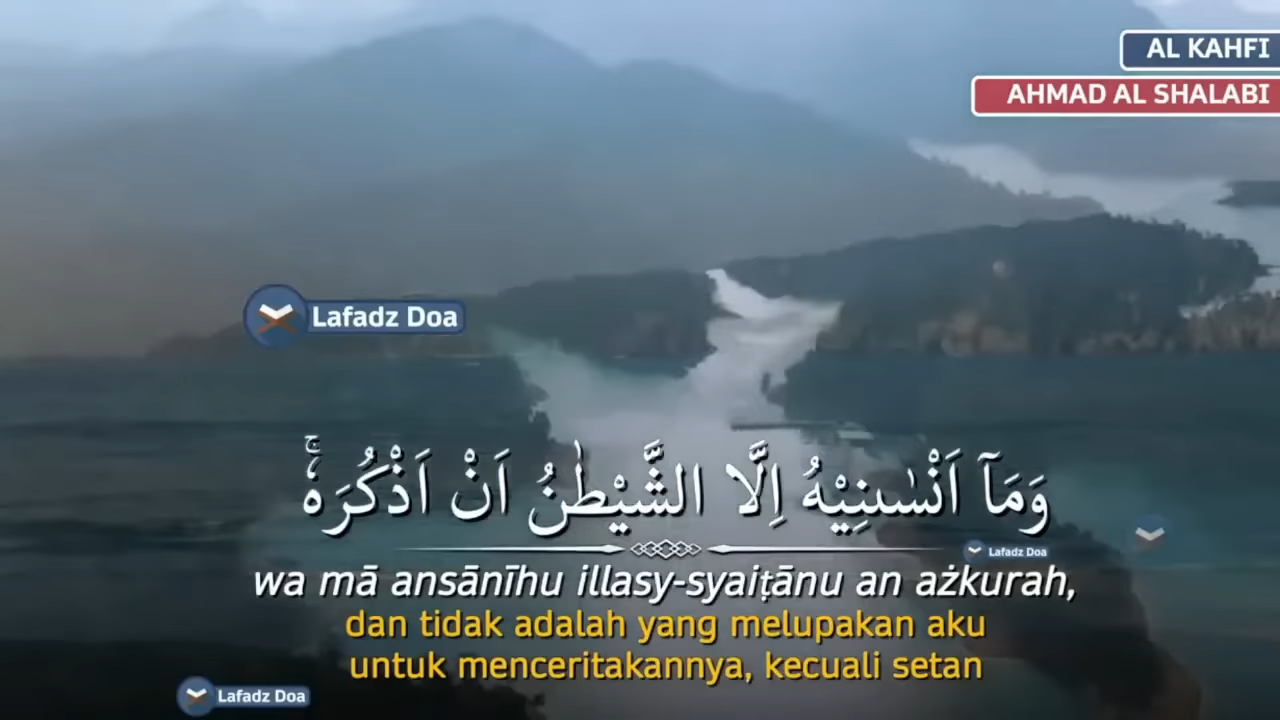 AL KAHFI
AHMAD AL SHALABI
Lafadz Doa
وَمَآ اَنْسٰىنِيْهُ اِلَّا الشَّيْطٰنُ اَنْ اَذْكُرَهٗۚ
Lafadz Doa
wa mā ansānīhu illasy-syaiṭānu an ażkurah,
dan tidak adalah yang melupakan aku
untuk menceritakannya, kecuali setan
Lafadz Doa